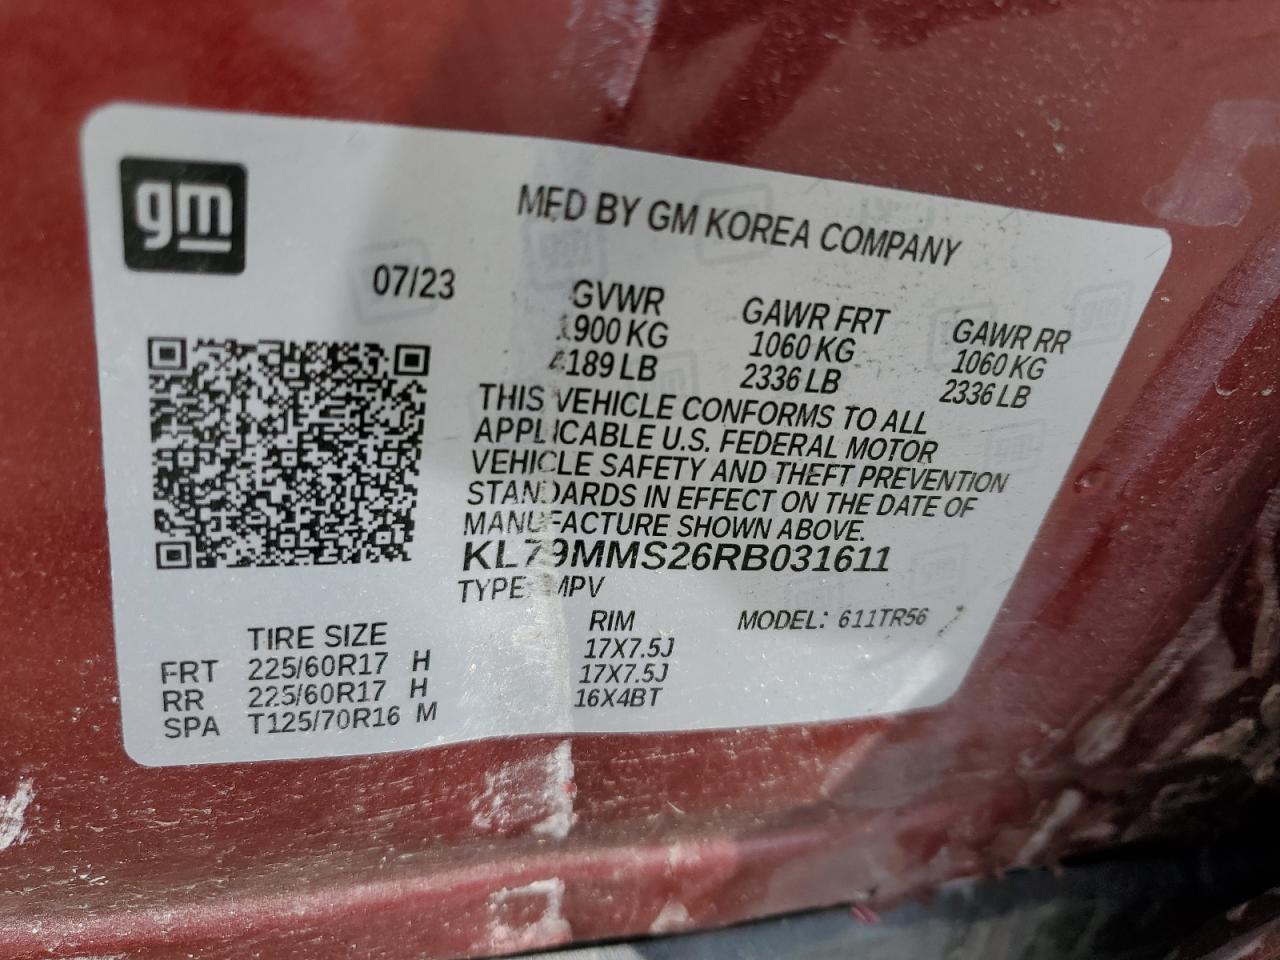 gm
MFD BY GM KOREA COMPANY
07/23
GVWR GAWR FRT GAWR RR
1900 KG 1060 KG 1060 KG
4189 LB 2336 LB 2336 LB
THIS VEHICLE CONFORMS TO ALL
APPLICABLE U.S. FEDERAL MOTOR
VEHICLE SAFETY AND THEFT PREVENTION
STANDARDS IN EFFECT ON THE DATE OF
MANUFACTURE SHOWN ABOVE.
KL79MMS26RB031611
TYPE: MPV
MODEL: 611TR56
TIRE SIZE RIM
FRT 225/60R17 H 17X7.5J
RR 225/60R17 H 17X7.5J
SPA T125/70R16 M 16X4BT